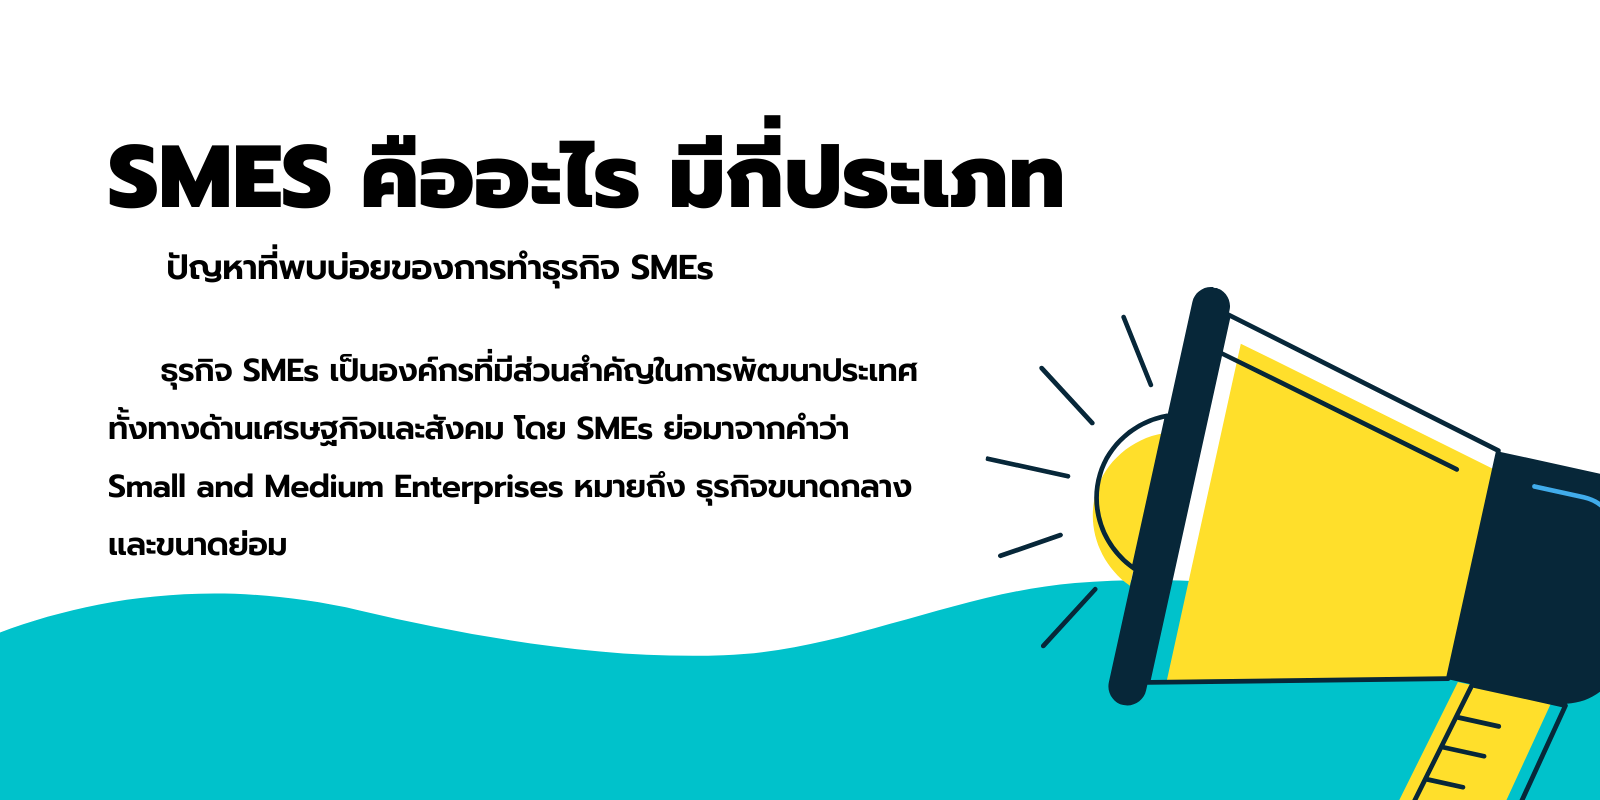 SMES คืออะไร มีกี่ประเภท
ปัญหาที่พบบ่อยของการทำธุรกิจ SMEs
ธุรกิจ SMEs เป็นองค์กรที่มีส่วนสำคัญในการพัฒนาประเทศ
ทั้งทางด้านเศรษฐกิจและสังคม โดย SMEs ย่อมาจากคำว่า
Small and Medium Enterprises หมายถึง ธุรกิจขนาดกลาง
และขนาดย่อม